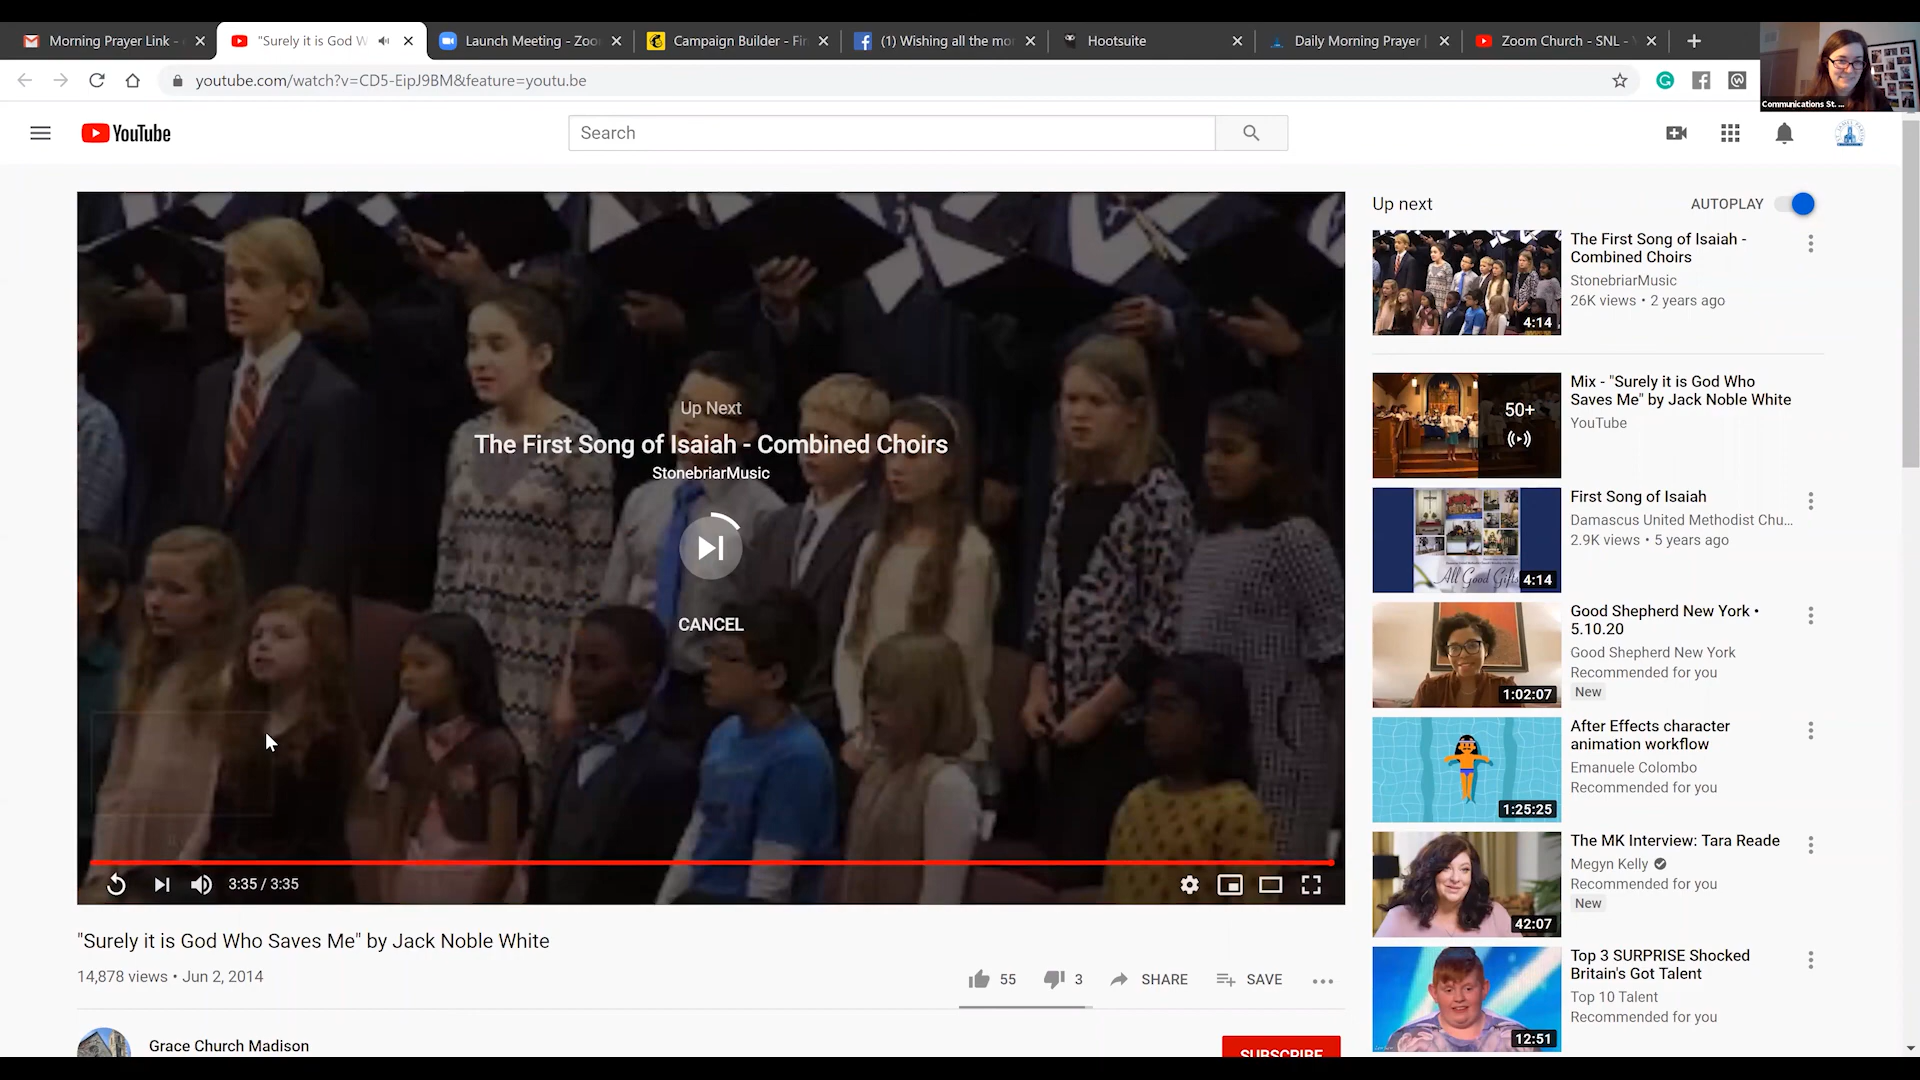 Morning Prayer Link -
"Surely it is God W
Launch Meeting - Zoo
Campaign Builder - Fi
(1) Wishing all the mo
Hootsuite
Daily Morning Prayer
Zoom Church - SNL -
youtube.com/watch?v=CD5-EipJ9BM&feature=youtu.be
Communications St. ...
YouTube
Search
Up next
AUTOPLAY
Up Next
The First Song of Isaiah - Combined Choirs
StonebriarMusic
CANCEL
3:35 / 3:35
"Surely it is God Who Saves Me" by Jack Noble White
14,878 views • Jun 2, 2014
55
3
SHARE
SAVE
Grace Church Madison
SUBSCRIBE
4:14
The First Song of Isaiah -
Combined Choirs
StonebriarMusic
26K views • 2 years ago
50+
Mix - "Surely it is God Who
Saves Me" by Jack Noble White
YouTube
All Good Gifts
4:14
First Song of Isaiah
Damascus United Methodist Chu...
2.9K views • 5 years ago
1:02:07
Good Shepherd New York •
5.10.20
Good Shepherd New York
Recommended for you
New
1:25:25
After Effects character
animation workflow
Emanuele Colombo
Recommended for you
42:07
The MK Interview: Tara Reade
Megyn Kelly
Recommended for you
New
12:51
Top 3 SURPRISE Shocked
Britain's Got Talent
Top 10 Talent
Recommended for you